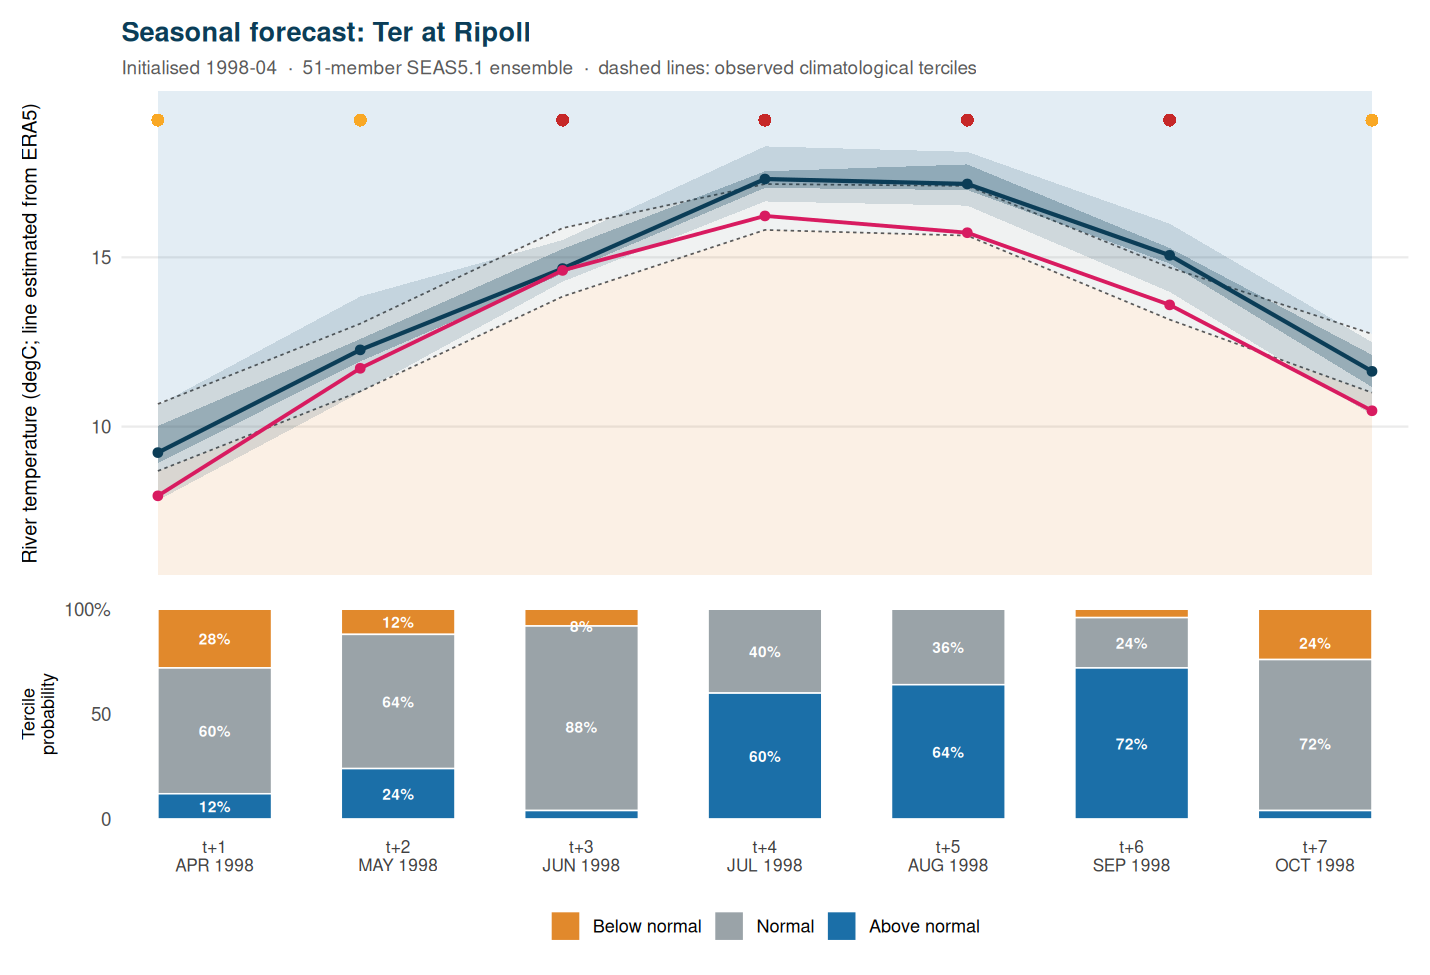 Seasonal forecast: Ter at Ripoll
Initialised 1998-04 · 51-member SEAS5.1 ensemble · dashed lines: observed climatological terciles
River temperature (degC; line estimated from ERA5)
15
10
100%
50
0
Tercile
probability
28%
60%
12%
12%
64%
24%
8%
88%
40%
60%
36%
64%
24%
72%
24%
72%
t+1
APR 1998
t+2
MAY 1998
t+3
JUN 1998
t+4
JUL 1998
t+5
AUG 1998
t+6
SEP 1998
t+7
OCT 1998
Below normal
Normal
Above normal